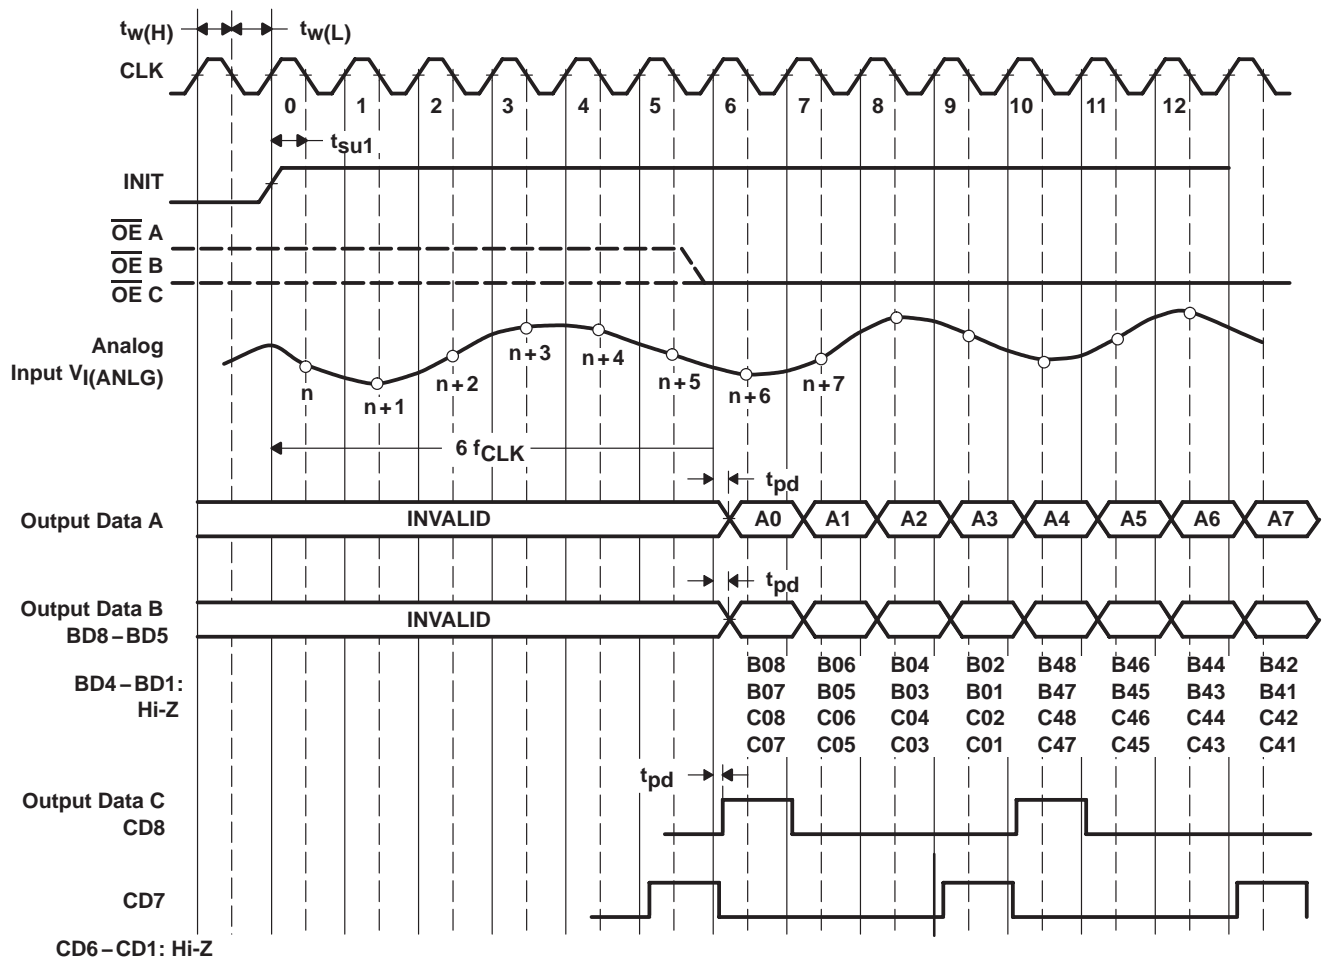 tw(H) tw(L)
CLK
0 1 2 3 4 5 6 7 8 9 10 11 12
tsu1
INIT
OE A
OE B
OE C
Analog
Input VI(ANLG)
n n+1 n+2 n+3 n+4 n+5 n+6 n+7
6 fCLK
tpd
Output Data A INVALID A0 A1 A2 A3 A4 A5 A6 A7
tpd
Output Data B
BD8–BD5 INVALID
BD4–BD1:
Hi-Z
B08 B06 B04 B02 B48 B46 B44 B42
B07 B05 B03 B01 B47 B45 B43 B41
C08 C06 C04 C02 C48 C46 C44 C42
C07 C05 C03 C01 C47 C45 C43 C41
tpd
Output Data C
CD8
CD7
CD6–CD1: Hi-Z